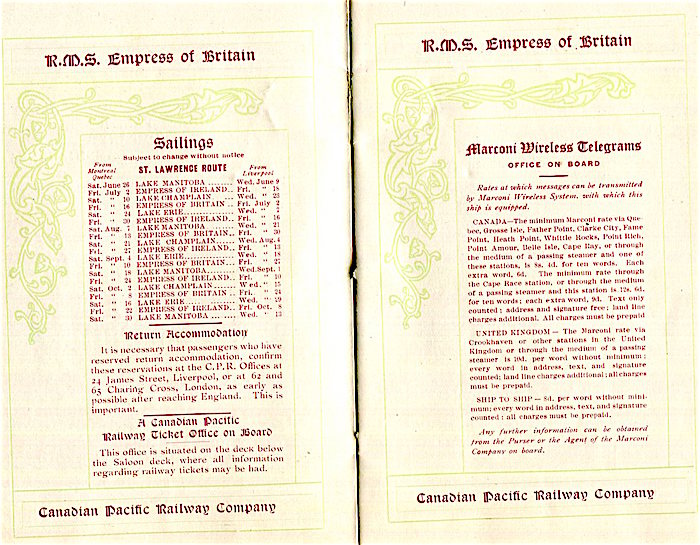 R.M.S. Empress of Britain
Sailings
Subject to change without notice
From Montreal Quebec
ST. LAWRENCE ROUTE
From Liverpool
Sat. June 26 LAKE MANITOBA ........ Wed. June 9
Fri. July 2 EMPRESS OF IRELAND.. Fri. " 18
Sat. " 10 LAKE CHAMPLAIN ... Wed. " 23
Fri. " 16 EMPRESS OF BRITAIN .. Fri. July 2
Sat. " 24 LAKE ERIE........ Wed. " 7
Fri. " 30 EMPRESS OF IRELAND.. Fri. " 16
Sat. Aug. 7 LAKE MANITOBA ........ Wed. " 21
Fri. " 13 EMPRESS OF BRITAIN.. Fri. " 30
Sat. " 21 LAKE CHAMPLAIN... Wed. Aug. 4
Fri. " 27 EMPRESS OF IRELAND.. Fri. " 13
Sat. Sept. 4 LAKE ERIE........ Wed. " 18
Fri. " 10 EMPRESS OF BRITAIN.. Fri. " 27
Sat. " 18 LAKE MANITOBA........ Wed. Sept. 1
Fri. " 24 EMPRESS OF IRELAND.. Fri. " 10
Sat. Oct. 2 LAKE CHAMPLAIN ... Wed. " 15
Fri. " 8 EMPRESS OF BRITAIN .. Fri. " 24
Sat. " 16 LAKE ERIE ........ Wed. " 29
Fri. " 22 EMPRESS OF IRELAND.. Fri. Oct. 8
Sat. " 30 LAKE MANITOBA ...... Wed. " 13
Return Accommodation
It is necessary that passengers who have
reserved return accommodation, confirm
these reservations at the C.P.R. Offices at
24 James Street, Liverpool, or at 62 and
65 Charing Cross, London, as early as
possible after reaching England. This is
important.
A Canadian Pacific
Railway Ticket Office on Board
This office is situated on the deck below
the Saloon deck, where all information
regarding railway tickets may be had.
Canadian Pacific Railway Company
R.M.S. Empress of Britain
Marconi Wireless Telegrams
OFFICE ON BOARD
Rates at which messages can be transmitted
by Marconi Wireless System, with which this
ship is equipped.
CANADA—The minimum Marconi rate via Que-
bec, Grosse Isle, Father Point, Clarke City, Fame
Point, Heath Point, Whittle Rocks, Point Rich,
Point Amour, Belle Isle, Cape Ray, or through
the medium of a passing steamer and one of
these stations, is 8s. 4d. for ten words. Each
extra word, 6d. The minimum rate through
the Cape Race station, or through the medium
of a passing steamer and this station is 12s. 6d.
for ten words; each extra word, 9d. Text only
counted; address and signature free; land line
charges additional. All charges must be prepaid
UNITED KINGDOM — The Marconi rate via
Crookhaven or other stations in the United
Kingdom or through the medium of a passing
steamer is 10d. per word without minimum;
every word in address, text, and signature
counted; land line charges additional; all charges
must be prepaid.
SHIP TO SHIP — 8d. per word without mini-
mum; every word in address, text, and signature
counted; all charges must be prepaid.
Any further information can be obtained
from the Purser or the Agent of the Marconi
Company on board.
Canadian Pacific Railway Company